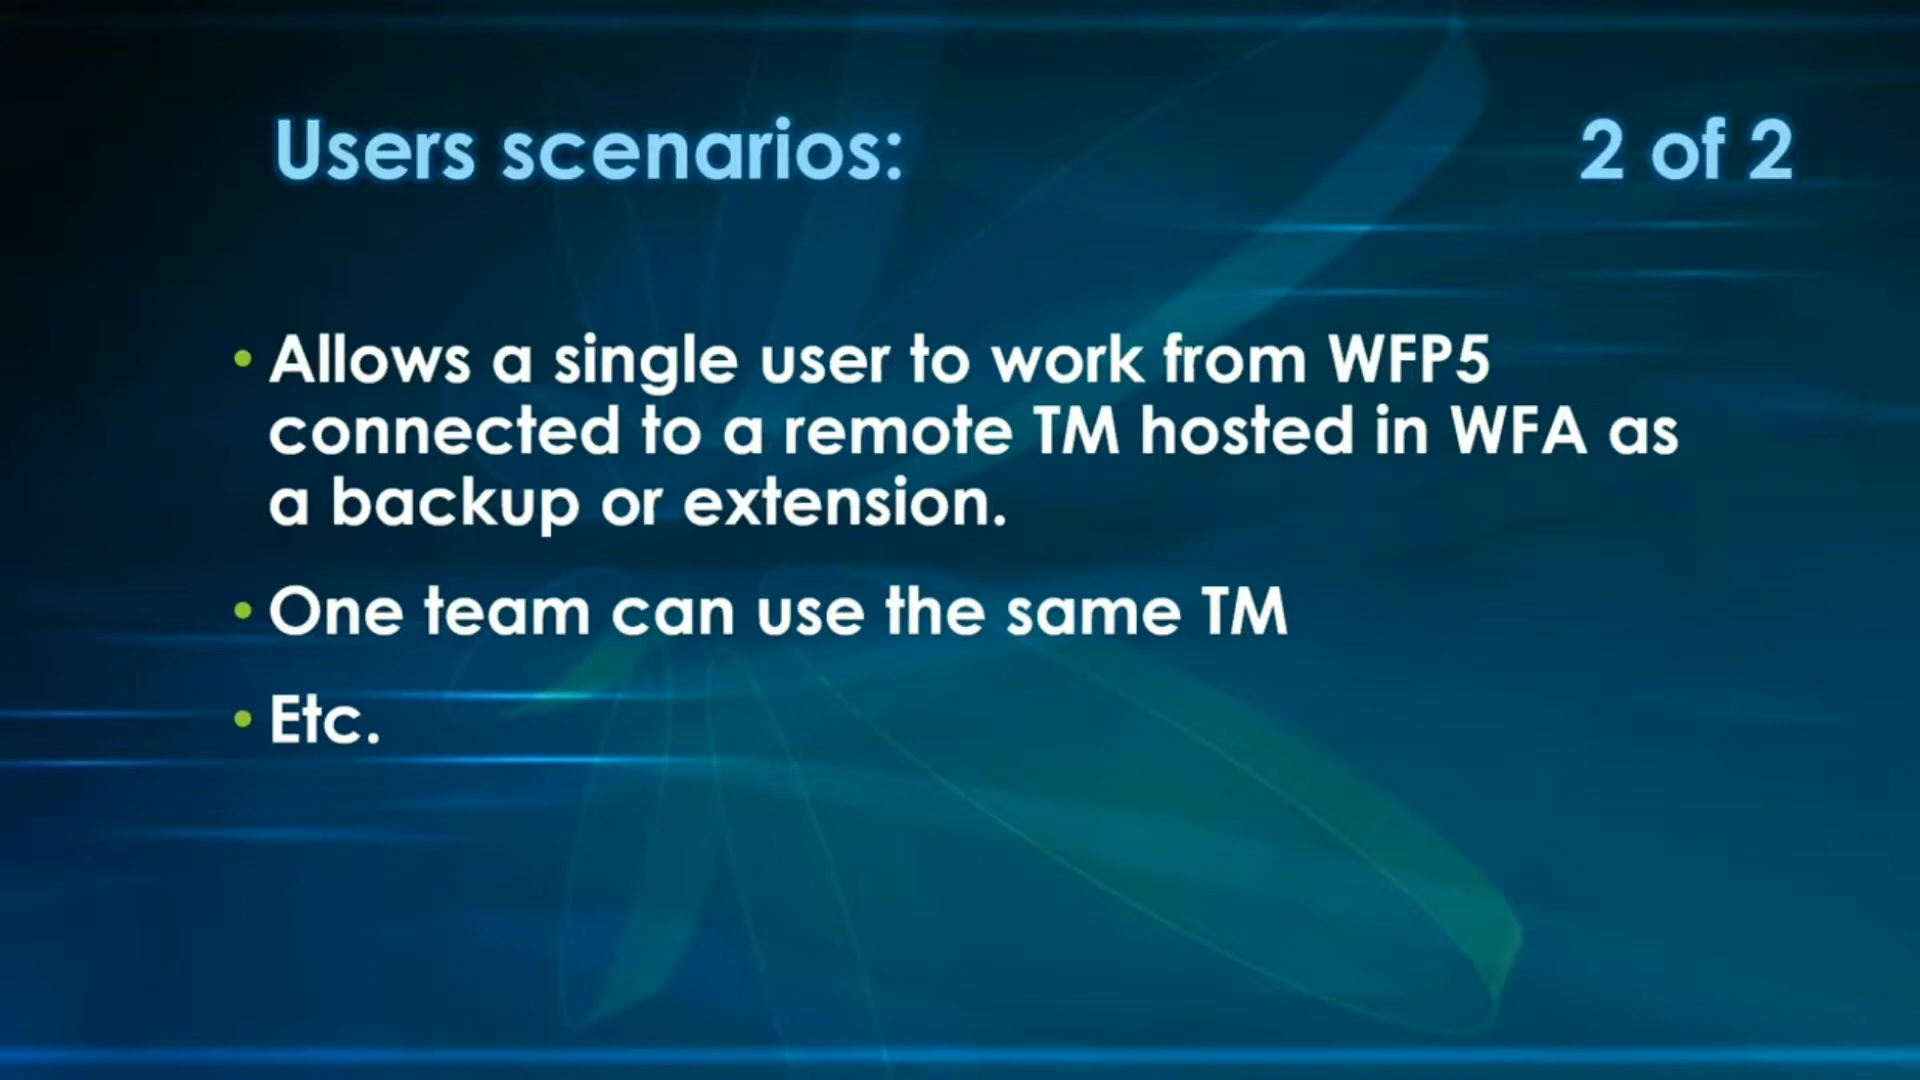 Users scenarios: 2 of 2
• Allows a single user to work from WFP5
connected to a remote TM hosted in WFA as
a backup or extension.
• One team can use the same TM
• Etc.